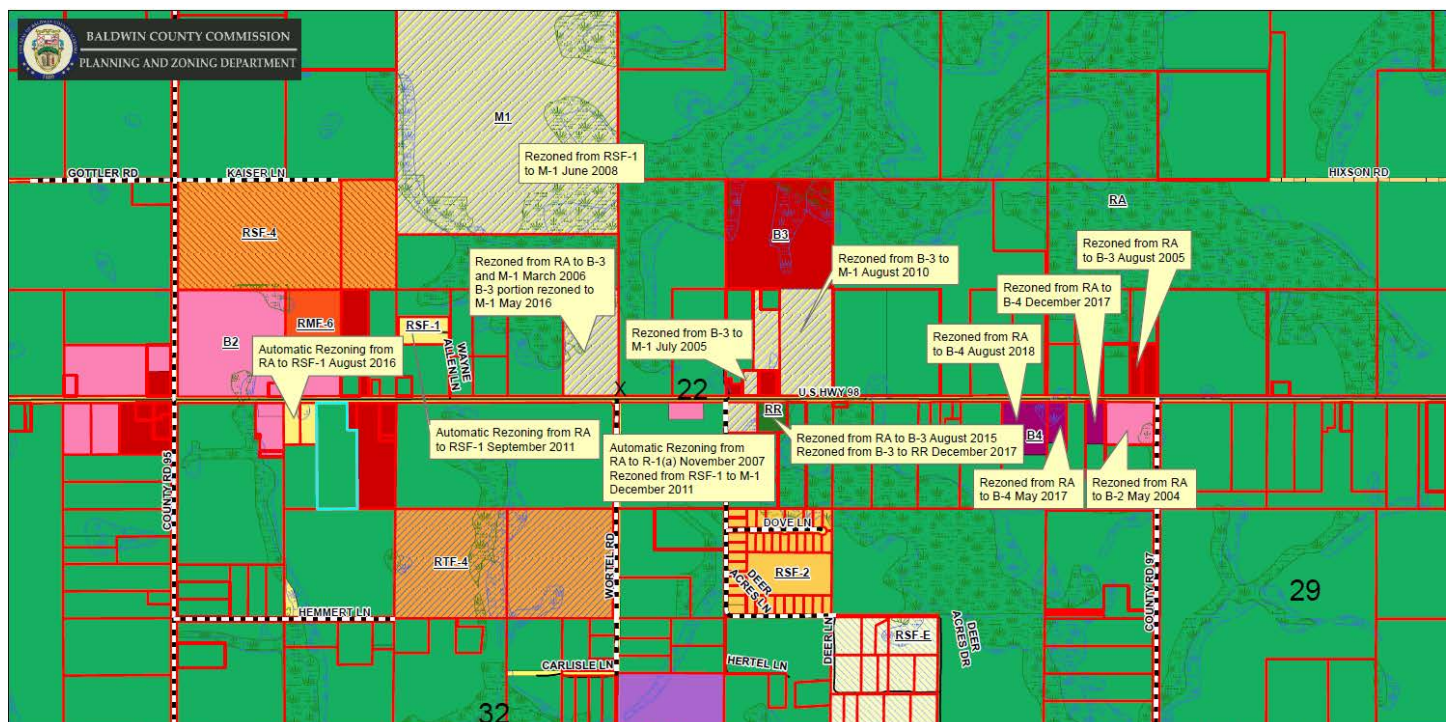 BALDWIN COUNTY COMMISSION
PLANNING AND ZONING DEPARTMENT
M1
Rezoned from RSF-1
to M-1 June 2008
GOTTLER RD
KAISER LN
HIXSON RD
RA
RSF-4
B3
Rezoned from RA
to B-3 August 2005
Rezoned from RA to B-3
and M-1 March 2006
B-3 portion rezoned to
M-1 May 2016
Rezoned from B-3 to
M-1 August 2010
Rezoned from RA to
B-4 December 2017
RMF-6
RSF-1
B2
Rezoned from B-3 to
M-1 July 2005
Rezoned from RA
to B-4 August 2018
Automatic Rezoning from
RA to RSF-1 August 2016
WAYNE
ALLEN LN
X
22
U S HWY 98
RR
B4
Automatic Rezoning from RA
to RSF-1 September 2011
Automatic Rezoning from
RA to R-1(a) November 2007
Rezoned from RSF-1 to M-1
December 2011
Rezoned from RA to B-3 August 2015
Rezoned from B-3 to RR December 2017
Rezoned from RA
to B-4 May 2017
Rezoned from RA
to B-2 May 2004
COUNTY RD 95
DOVE LN
RTF-4
WORTEL RD
RSF-2
DEER
ACRES LN
COUNTY RD 97
29
HEMMERT LN
RSF-E
DEER LN
DEER
ACRES DR
CARLISLE LN
HERTEL LN
32